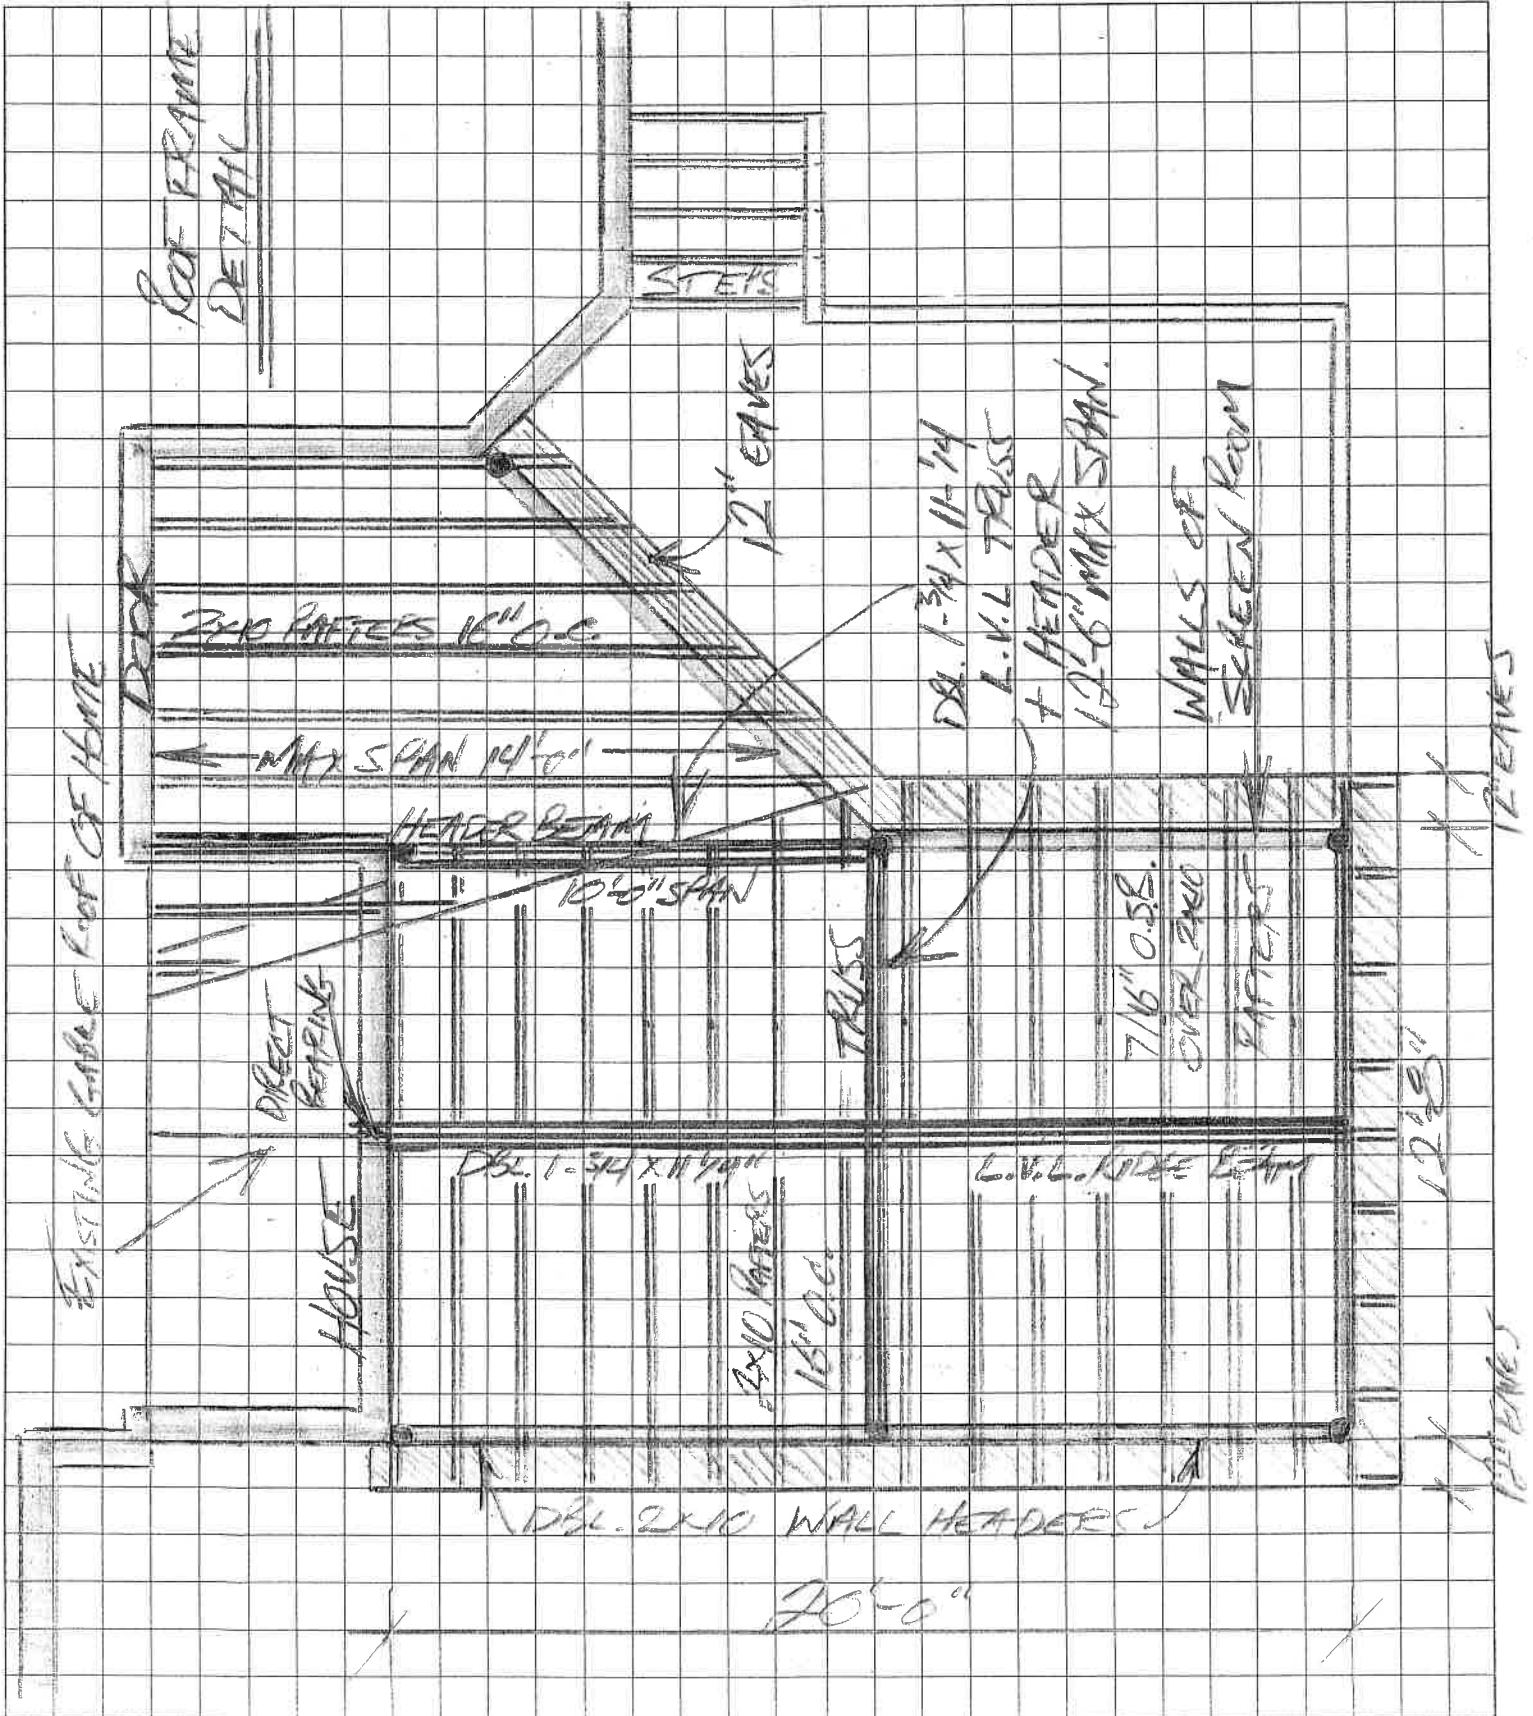 ROOF FRAME
DETAIL
STEPS
12" EAVES
DBL. 1-3/4 X 11-1/4
L.V.L TRUSS
+ HEADER
12'-6" MAX SPAN.
WALLS OF
SCREEN ROOM
EXISTING GABLE ROOF OF HOME
2X10 RAFTERS 16" O.C.
MAX SPAN 14'-0"
HEADER BEAM
10'-0" SPAN
DIRECT
BEARING
HOUSE
TRUSS
7/16" O.S.B.
OVER 2X10
RAFTERS
DBL. 1-3/4 X 11 1/4"
L.V.L. RIDGE BEAM
2X10 RAFTERS
16" O.C.
DBL. 2X10 WALL HEADERS
20'-0"
12" EAVES
12'-8"
12" EAVES